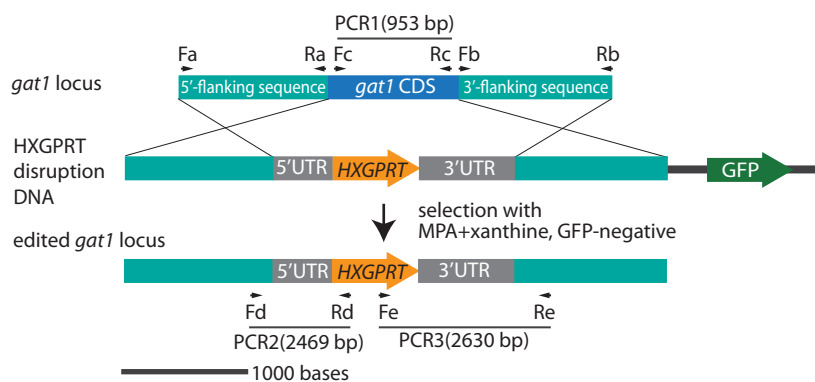 PCR1(953 bp)
Fa Ra Fc Rc Fb Rb
gat1 locus
5'-flanking sequence gat1 CDS 3'-flanking sequence
HXGPRT
disruption
DNA
5'UTR HXGPRT 3'UTR GFP
selection with
MPA+xanthine, GFP-negative
edited gat1 locus
5'UTR HXGPRT 3'UTR
Fd Rd Fe Re
PCR2(2469 bp) PCR3(2630 bp)
1000 bases